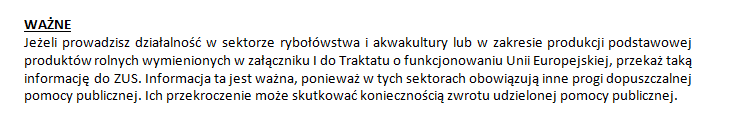 WAŻNE
Jeżeli prowadzisz działalność w sektorze rybołówstwa i akwakultury lub w zakresie produkcji podstawowej
produktów rolnych wymienionych w załączniku I do Traktatu o funkcjonowaniu Unii Europejskiej, przekaż taką
informację do ZUS. Informacja ta jest ważna, ponieważ w tych sektorach obowiązują inne progi dopuszczalnej
pomocy publicznej. Ich przekroczenie może skutkować koniecznością zwrotu udzielonej pomocy publicznej.